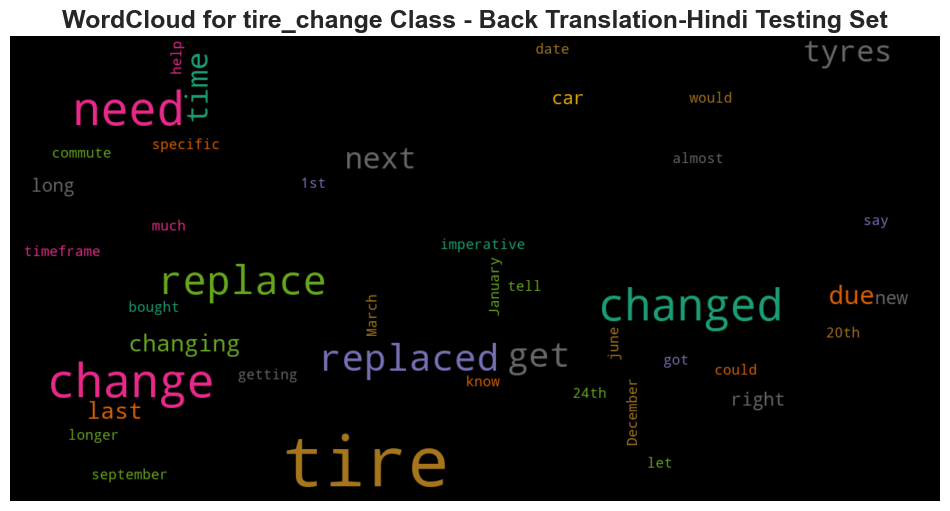 WordCloud for tire_change Class - Back Translation-Hindi Testing Set
help
time
date
tyres
need
car
would
commute
specific
next
almost
long
1st
much
say
timeframe
imperative
replace
January
tell
bought
March
changed
due
new
changing
replaced
get
june
20th
got
could
change
getting
know
24th
right
last
December
longer
tire
let
september